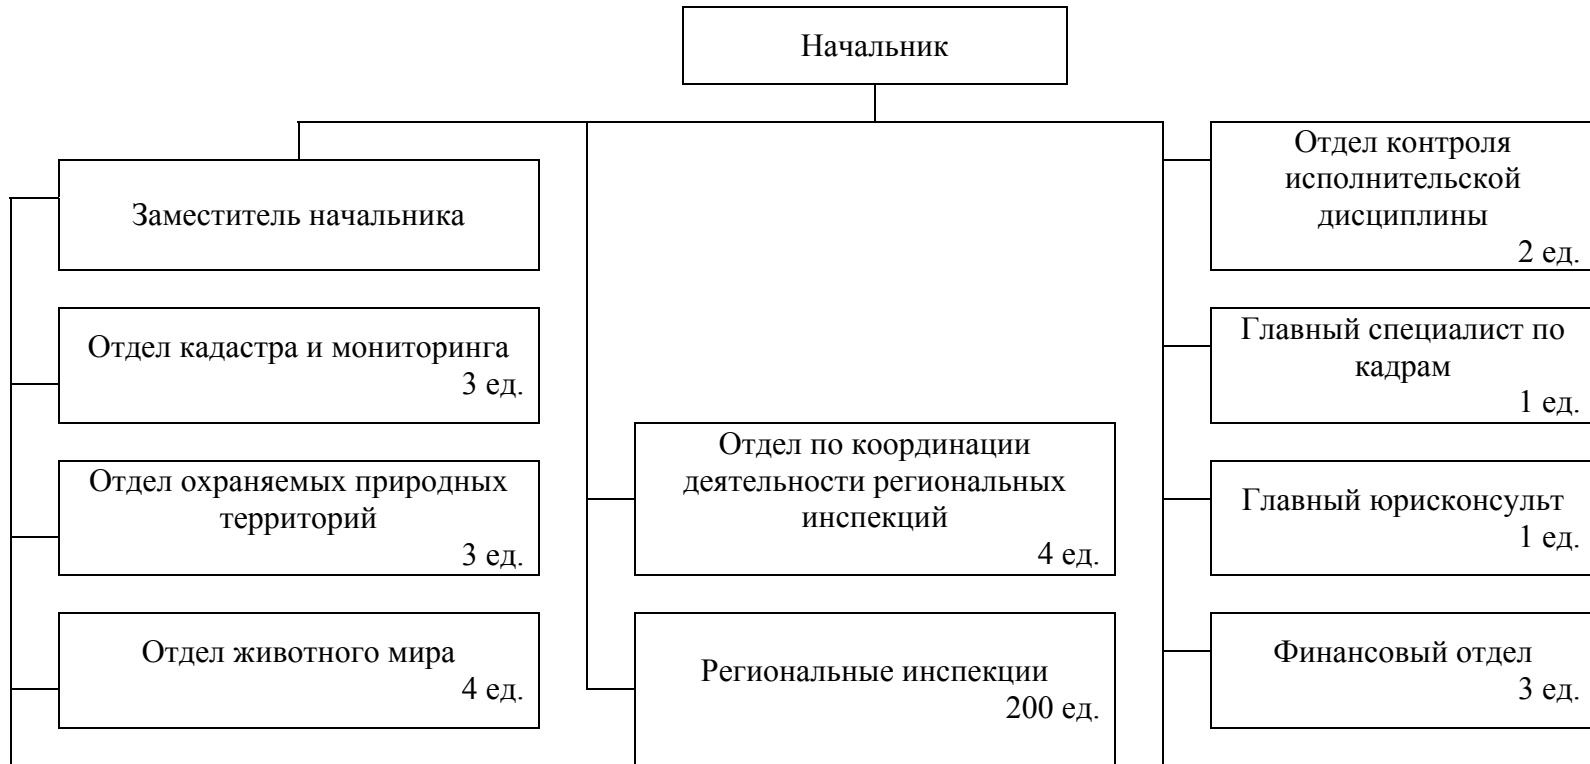 Начальник
Заместитель начальника
Отдел кадастра и мониторинга
3 ед.
Отдел охраняемых природных
территорий
3 ед.
Отдел животного мира
4 ед.
Отдел по координации
деятельности региональных
инспекций
4 ед.
Региональные инспекции
200 ед.
Отдел контроля
исполнительской
дисциплины
2 ед.
Главный специалист по
кадрам
1 ед.
Главный юрисконсульт
1 ед.
Финансовый отдел
3 ед.